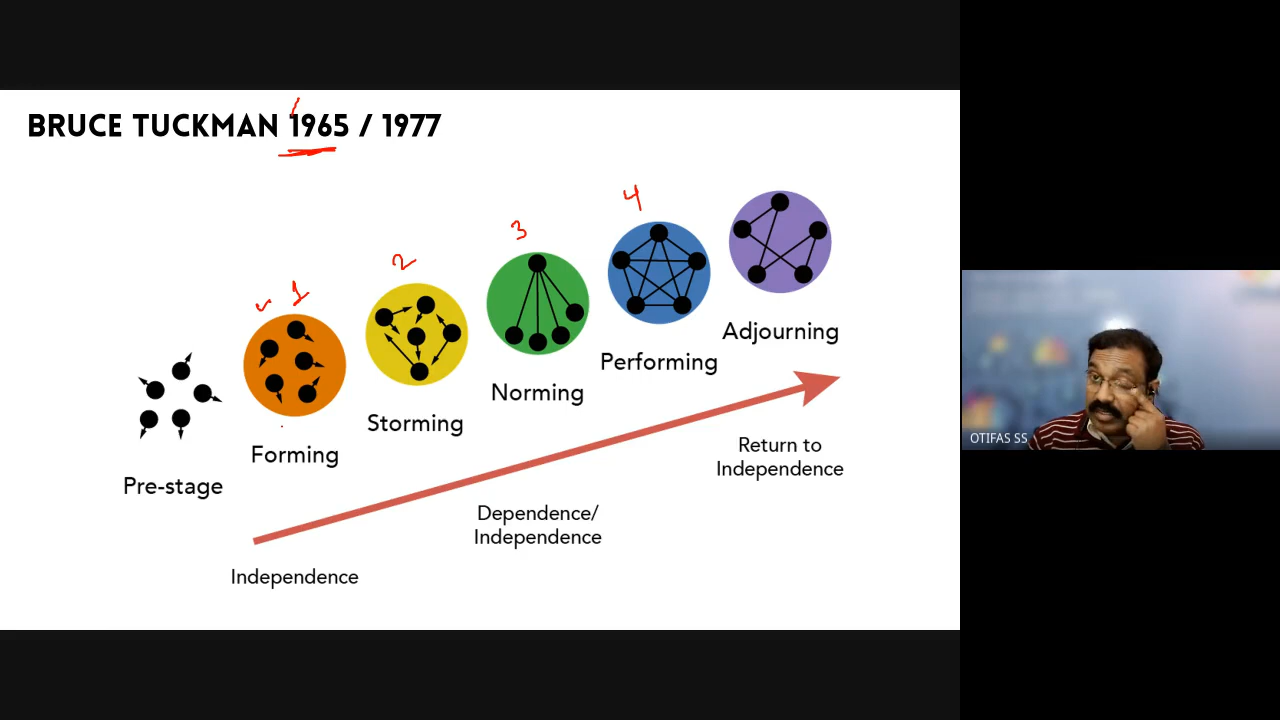 BRUCE TUCKMAN 1965 / 1977
4
3
2
1
Adjourning
Performing
Norming
Storming
Forming
Pre-stage
Return to
Independence
Dependence/
Independence
Independence
OTIFAS SS